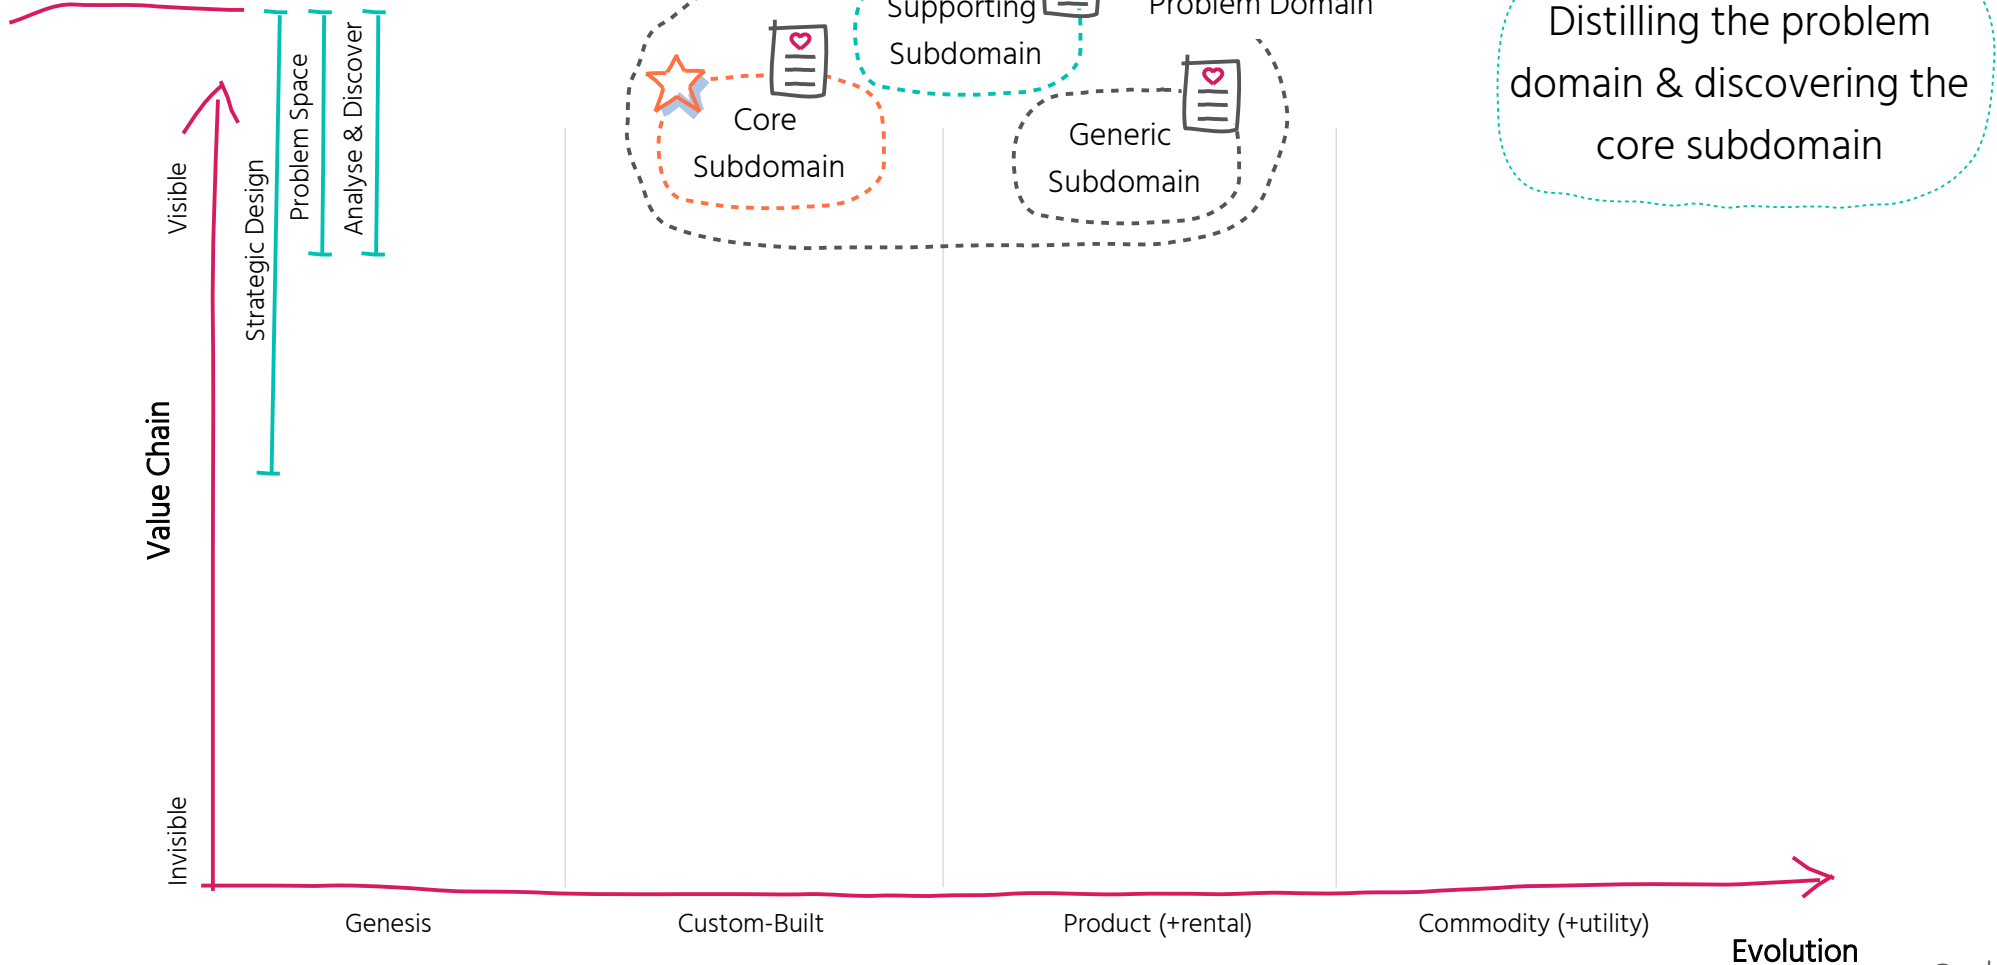 Supporting
Subdomain
Problem Domain
Distilling the problem
domain & discovering the
core subdomain
Core
Subdomain
Generic
Subdomain
Analyse & Discover
Problem Space
Strategic Design
Visible
Value Chain
Invisible
Genesis
Custom-Built
Product (+rental)
Commodity (+utility)
Evolution